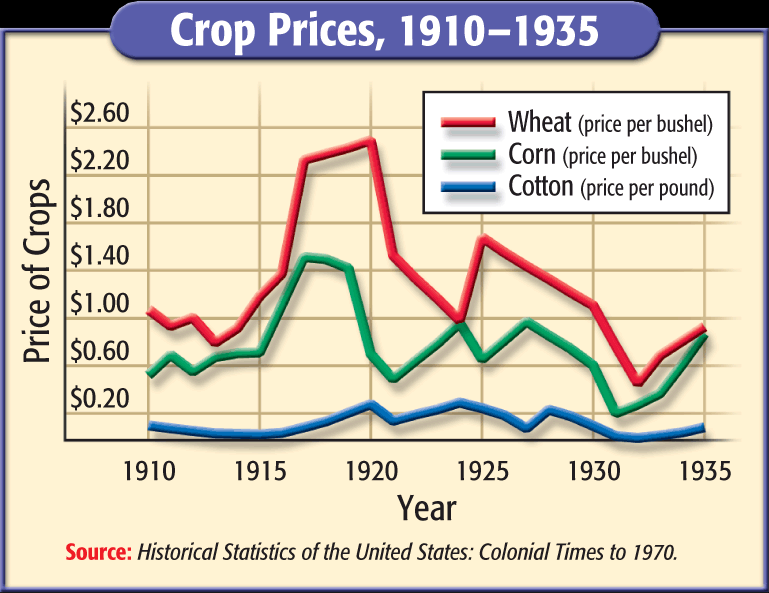 Crop Prices, 1910–1935
Wheat (price per bushel)
Corn (price per bushel)
Cotton (price per pound)
Price of Crops
$2.60
$2.20
$1.80
$1.40
$1.00
$0.60
$0.20
1910 1915 1920 1925 1930 1935
Year
Source: Historical Statistics of the United States: Colonial Times to 1970.